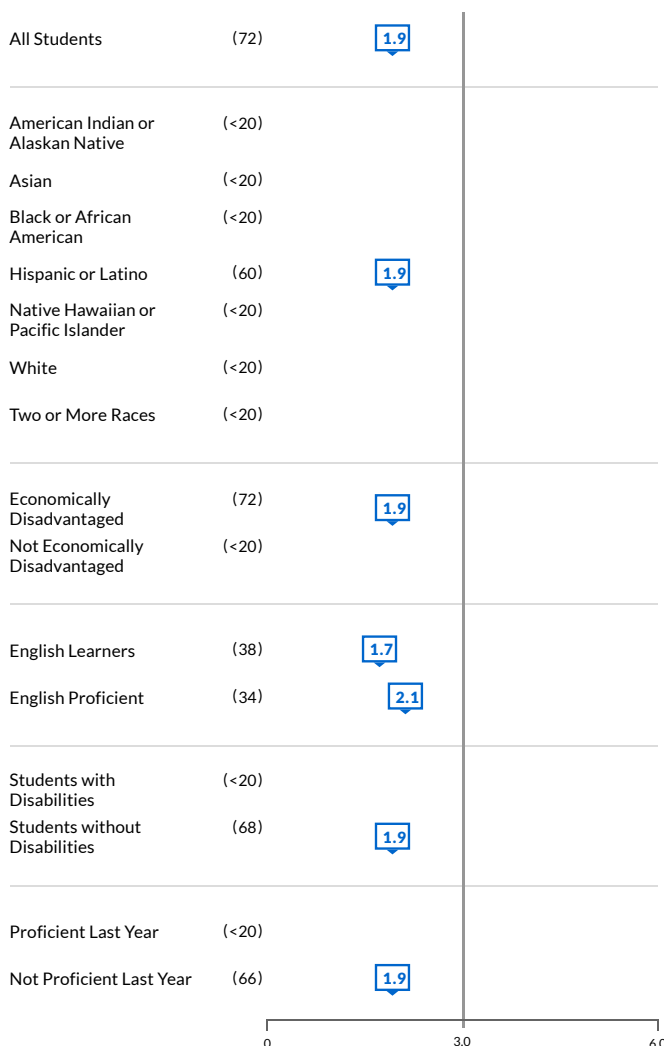 All Students (72) 1.9
American Indian or (<20)
Alaskan Native
Asian (<20)
Black or African (<20)
American
Hispanic or Latino (60) 1.9
Native Hawaiian or (<20)
Pacific Islander
White (<20)
Two or More Races (<20)
Economically (72) 1.9
Disadvantaged
Not Economically (<20)
Disadvantaged
English Learners (38) 1.7
English Proficient (34) 2.1
Students with (<20)
Disabilities
Students without (68) 1.9
Disabilities
Proficient Last Year (<20)
Not Proficient Last Year (66) 1.9
0 3.0 6.0